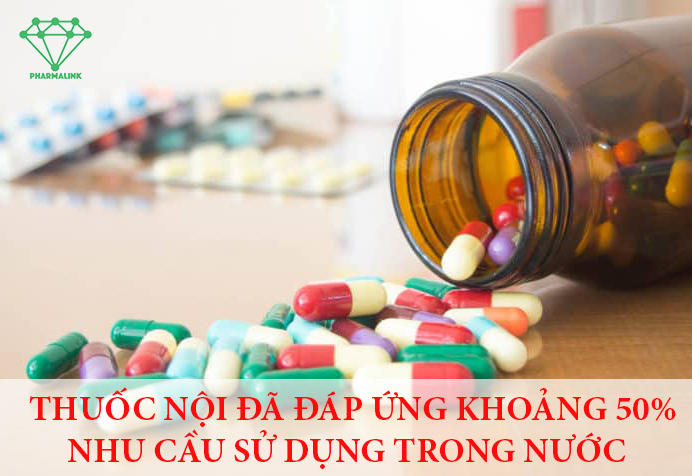 PHARMALINK
THUỐC NỘI ĐÃ ĐÁP ỨNG KHOẢNG 50%
NHU CẦU SỬ DỤNG TRONG NƯỚC